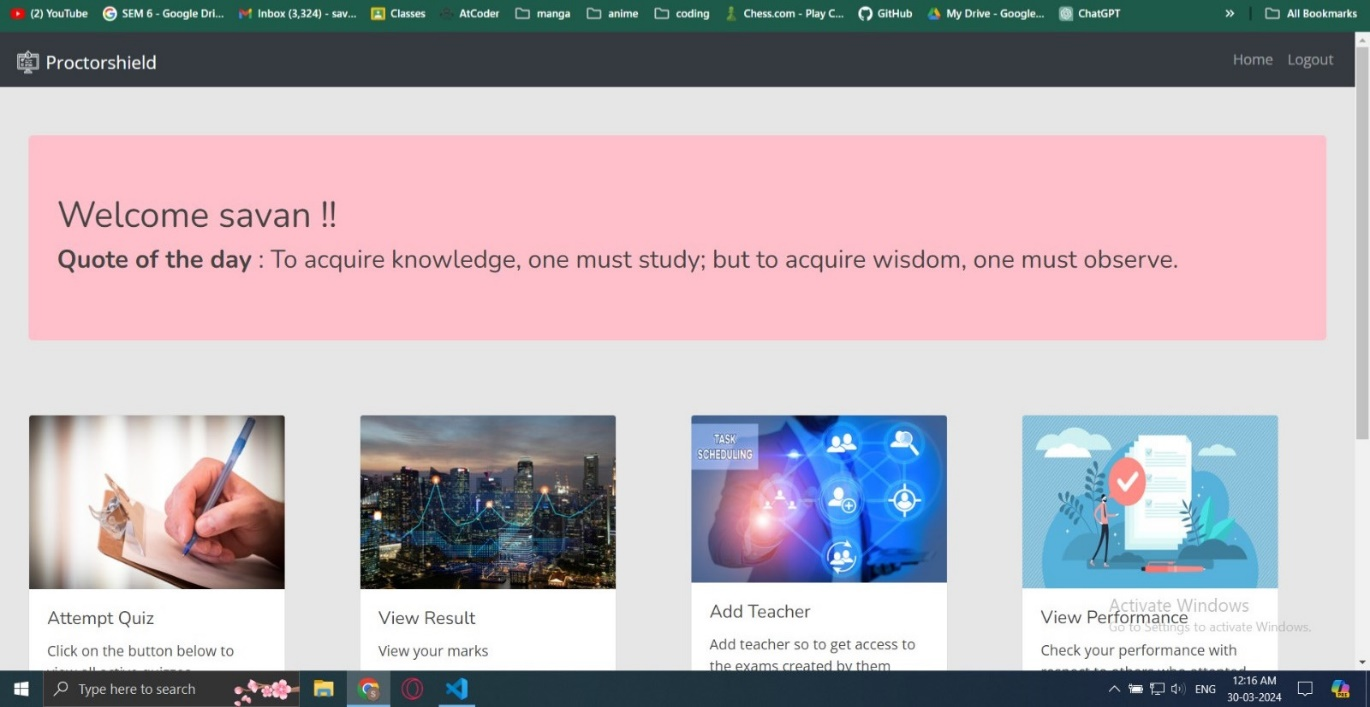 (2) YouTube SEM 6 - Google Dri... Inbox (3,324) - sav... Classes AtCoder manga anime coding Chess.com - Play C... GitHub My Drive - Google... ChatGPT » All Bookmarks
Proctorshield Home Logout
Welcome savan !!
Quote of the day : To acquire knowledge, one must study; but to acquire wisdom, one must observe.
TASK
SCHEDULING
Attempt Quiz
Click on the button below to
View Result
View your marks
Add Teacher
Add teacher so to get access to
the exams created by them
View Performance
Check your performance with
Activate Windows
Go to Settings to activate Windows.
Type here to search
ENG
12:16 AM
30-03-2024